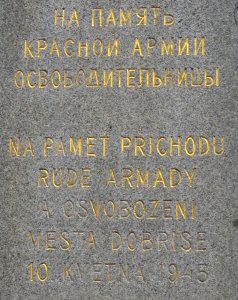 НА ПАМЯТЬ
КРАСНОЙ АРМИИ
ОСВОБОДИТЕЛЬНИЦЫ
NA PAMĚŤ PŘÍCHODU
RUDÉ ARMÁDY
A OSVOBOZENÍ
MĚSTA DOBŘÍŠE
10. KVĚTNA 1945